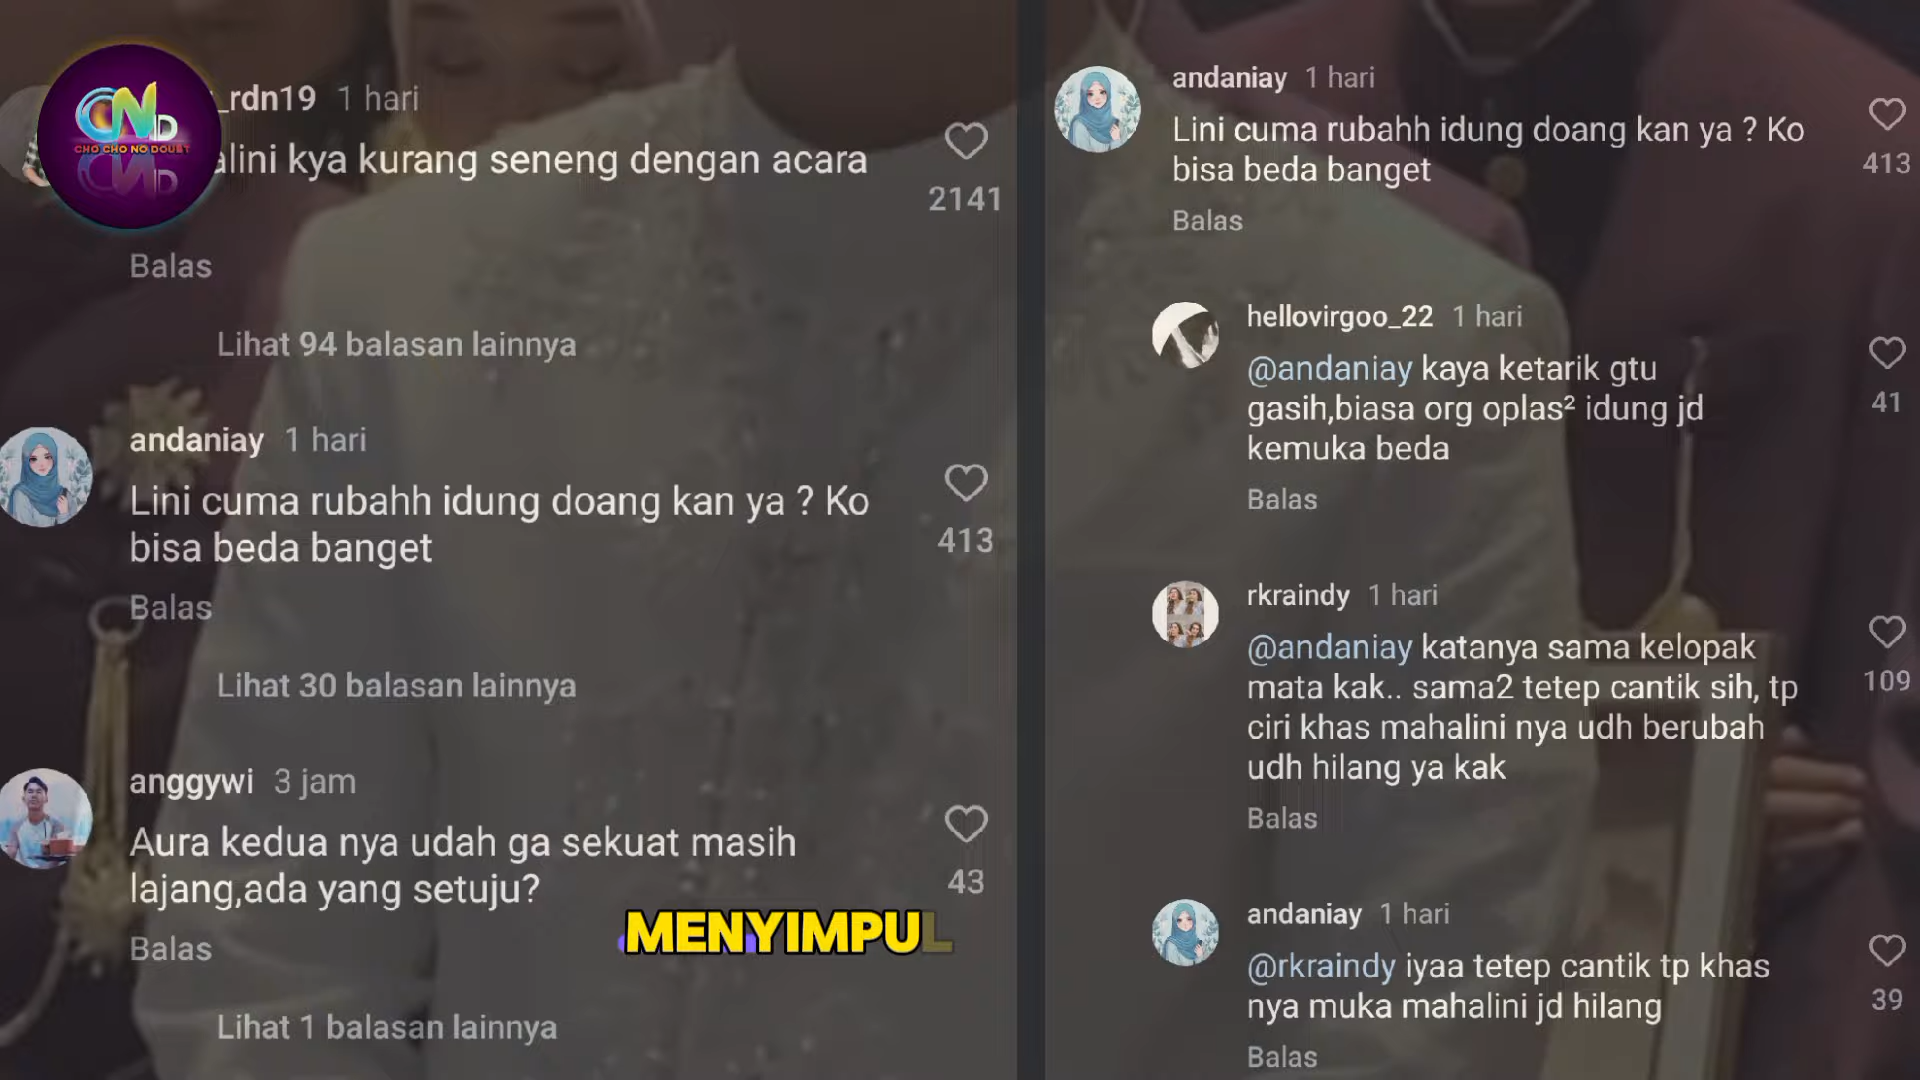 _rdn19 1 hari
alini kya kurang seneng dengan acara
2141
Balas
Lihat 94 balasan lainnya
andaniay 1 hari
Lini cuma rubahh idung doang kan ya ? Ko
bisa beda banget
413
Balas
Lihat 30 balasan lainnya
anggywi 3 jam
Aura kedua nya udah ga sekuat masih
lajang,ada yang setuju?
43
Balas
Lihat 1 balasan lainnya
CND
CHO CHO NO DOUBT
MENYIMPUL
andaniay 1 hari
Lini cuma rubahh idung doang kan ya ? Ko
bisa beda banget
413
Balas
hellovirgoo_22 1 hari
@andaniay kaya ketarik gtu
gasih,biasa org oplas² idung jd
kemuka beda
41
Balas
rkraindy 1 hari
@andaniay katanya sama kelopak
mata kak.. sama2 tetep cantik sih, tp
ciri khas mahalini nya udh berubah
udh hilang ya kak
109
Balas
andaniay 1 hari
@rkraindy iyaa tetep cantik tp khas
nya muka mahalini jd hilang
39
Balas